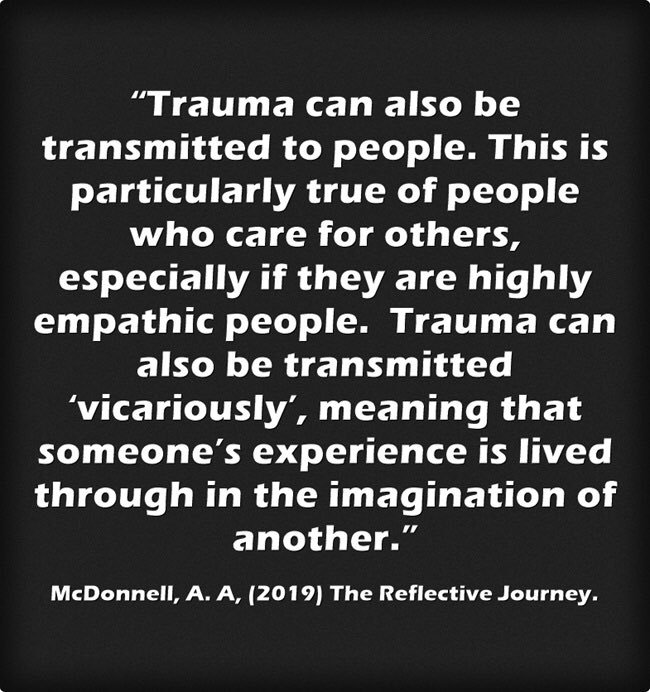 “Trauma can also be
transmitted to people. This is
particularly true of people
who care for others,
especially if they are highly
empathic people.  Trauma can
also be transmitted
‘vicariously’, meaning that
someone’s experience is lived
through in the imagination of
another.”
McDonnell, A. A, (2019) The Reflective Journey.